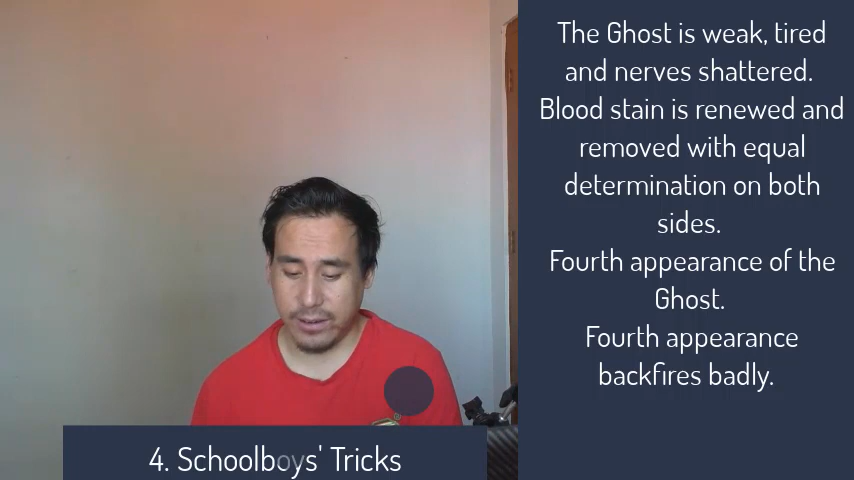 The Ghost is weak, tired
and nerves shattered.
Blood stain is renewed and
removed with equal
determination on both
sides.
Fourth appearance of the
Ghost.
Fourth appearance
backfires badly.
4. Schoolboys' Tricks